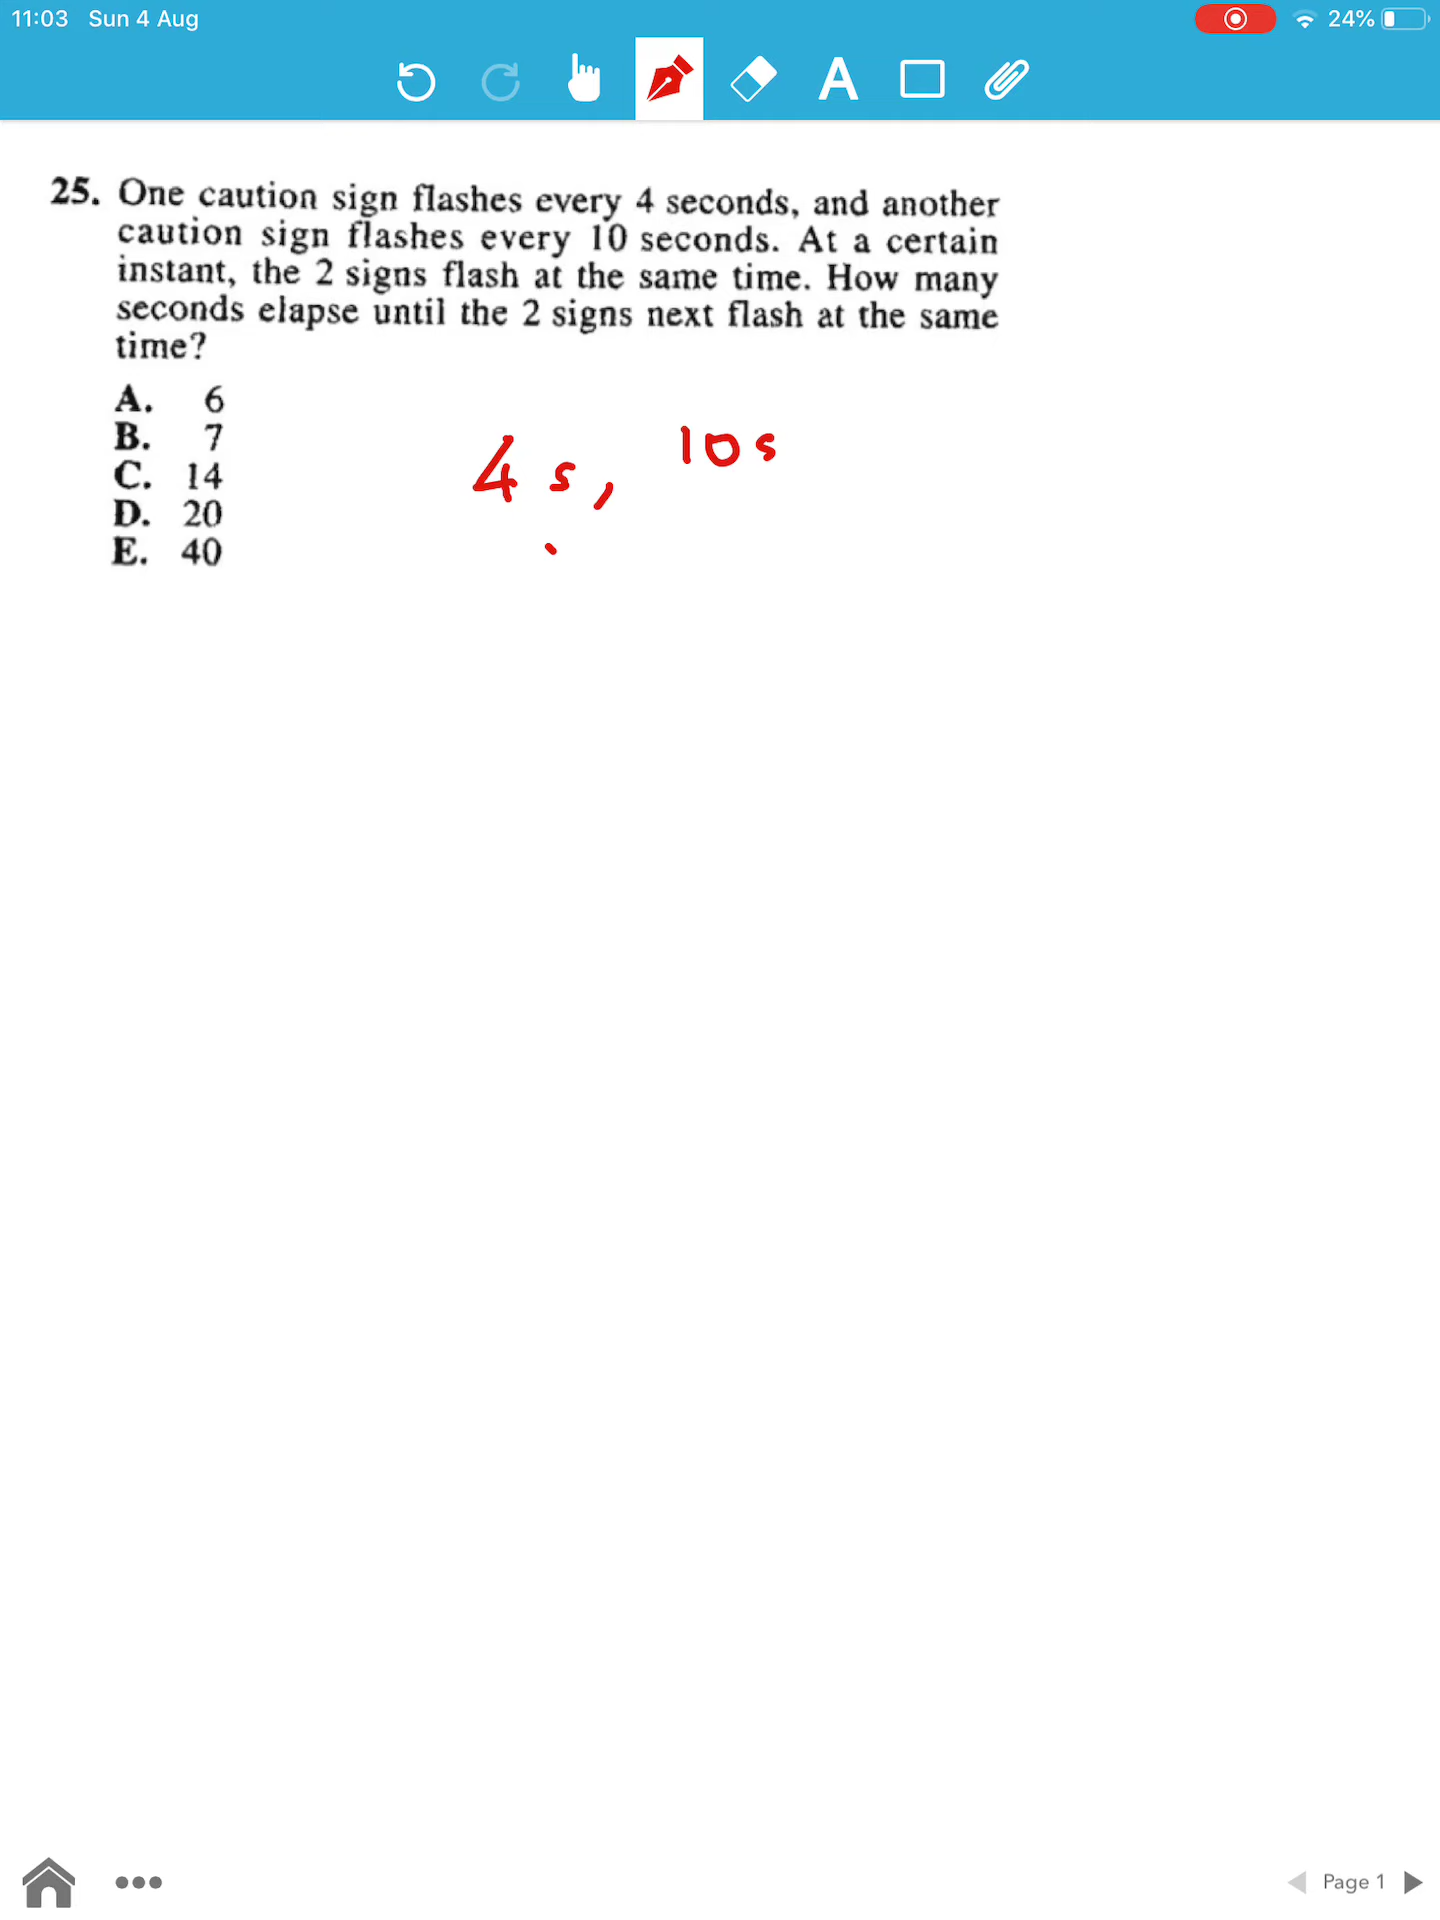 11:03 Sun 4 Aug 24%
A
25. One caution sign flashes every 4 seconds, and another
caution sign flashes every 10 seconds. At a certain
instant, the 2 signs flash at the same time. How many
seconds elapse until the 2 signs next flash at the same
time?
A. 6
B. 7
C. 14
D. 20
E. 40
4 s, 10 s
Page 1